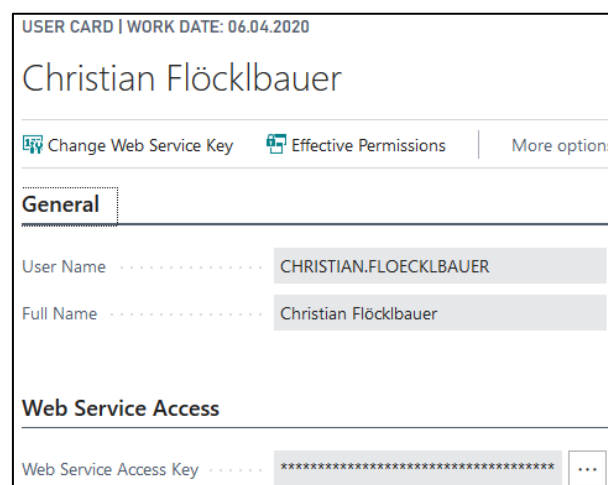 USER CARD | WORK DATE: 06.04.2020
Christian Flöcklbauer
Change Web Service Key Effective Permissions More options
General
User Name CHRISTIAN.FLOECKLBAUER
Full Name Christian Flöcklbauer
Web Service Access
Web Service Access Key ************************************* ...